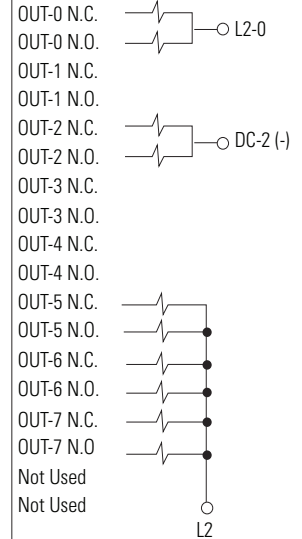 OUT-0 N.C.
OUT-0 N.O.
L2-0
OUT-1 N.C.
OUT-1 N.O.
OUT-2 N.C.
OUT-2 N.O.
DC-2 (-)
OUT-3 N.C.
OUT-3 N.O.
OUT-4 N.C.
OUT-4 N.O.
OUT-5 N.C.
OUT-5 N.O.
OUT-6 N.C.
OUT-6 N.O.
OUT-7 N.C.
OUT-7 N.O
Not Used
Not Used
L2